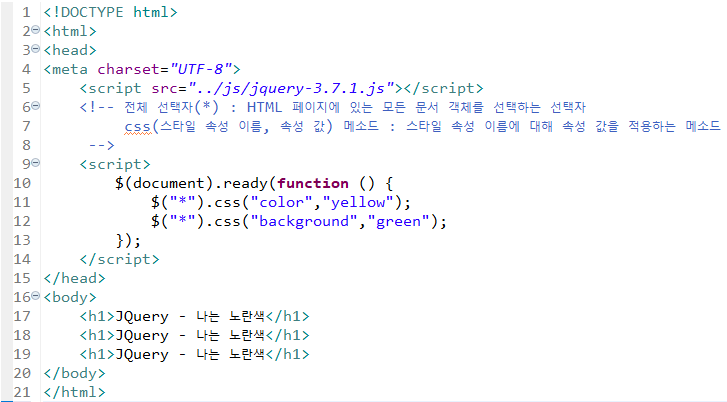 1 <!DOCTYPE html>
2 <html>
3 <head>
4 <meta charset="UTF-8">
5     <script src="../js/jquery-3.7.1.js"></script>
6     <!-- 전체 선택자(*) : HTML 페이지에 있는 모든 문서 객체를 선택하는 선택자
7          css(스타일 속성 이름, 속성 값) 메소드 : 스타일 속성 이름에 대해 속성 값을 적용하는 메소드
8      -->
9     <script>
10         $(document).ready(function () {
11             $("*").css("color","yellow");
12             $("*").css("background","green");
13         });
14     </script>
15 </head>
16 <body>
17     <h1>JQuery - 나는 노란색</h1>
18     <h1>JQuery - 나는 노란색</h1>
19     <h1>JQuery - 나는 노란색</h1>
20 </body>
21 </html>